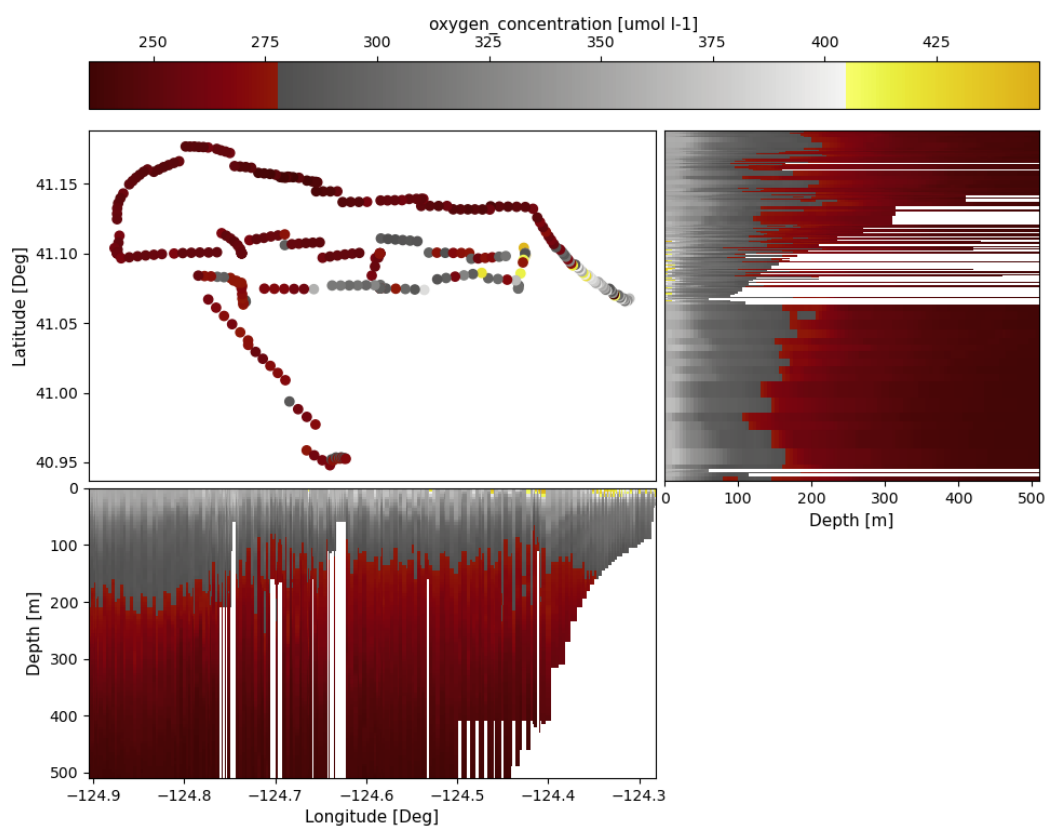 oxygen_concentration [umol l-1]
250 275 300 325 350 375 400 425
Latitude [Deg]
41.15
41.10
41.05
41.00
40.95
0 100 200 300 400 500
Depth [m]
Depth [m]
0
100
200
300
400
500
−124.9 −124.8 −124.7 −124.6 −124.5 −124.4 −124.3
Longitude [Deg]